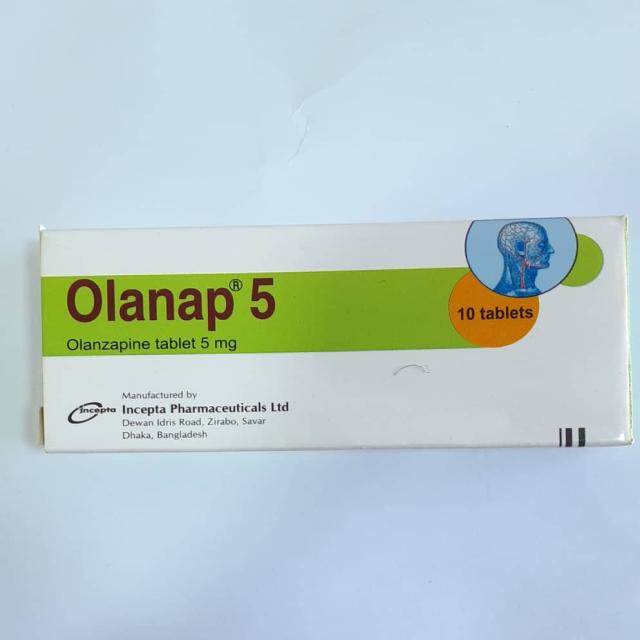 Olanap® 5
Olanzapine tablet 5 mg
10 tablets
Incepta
Manufactured by
Incepta Pharmaceuticals Ltd
Dewan Idris Road, Zirabo, Savar
Dhaka, Bangladesh